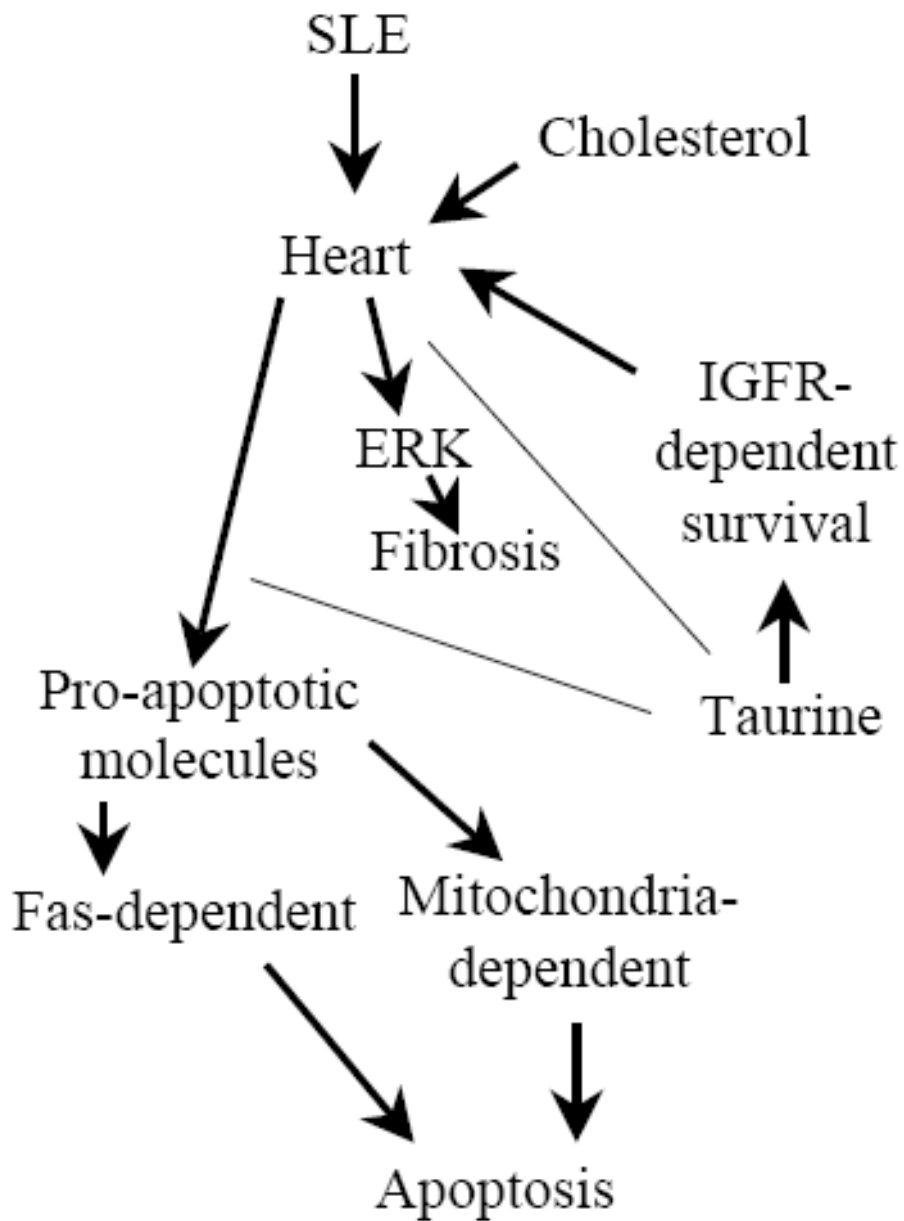 SLE
Cholesterol
Heart
IGFR-
dependent
survival
ERK
Fibrosis
Pro-apoptotic
molecules
Taurine
Fas-dependent
Mitochondria-
dependent
Apoptosis